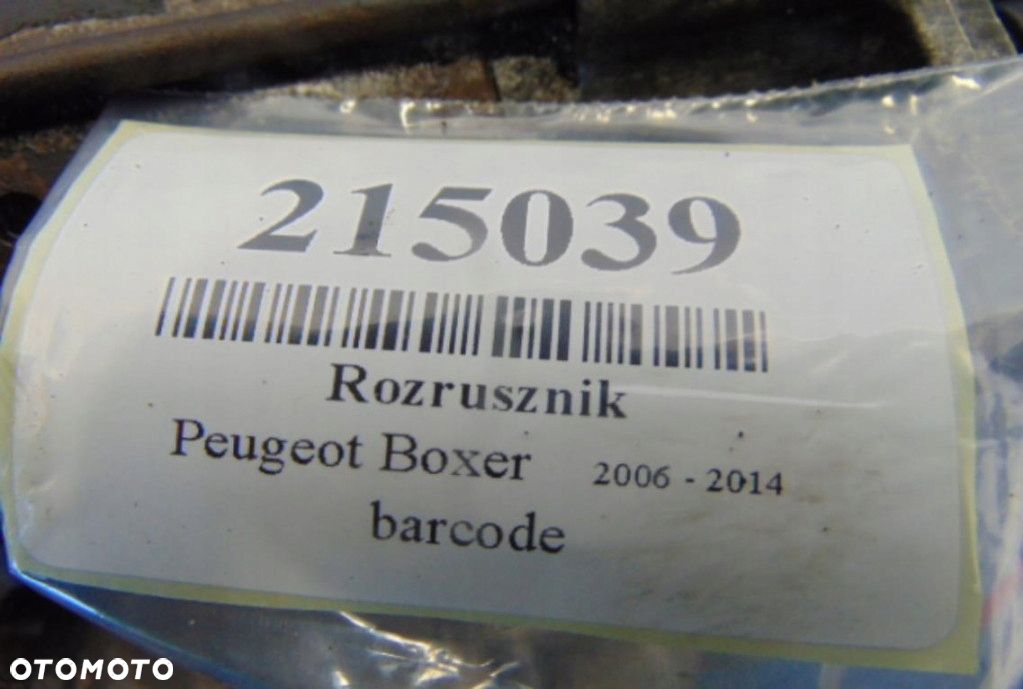 215039
Rozrusznik
Peugeot Boxer 2006 - 2014
barcode
OTOMOTO